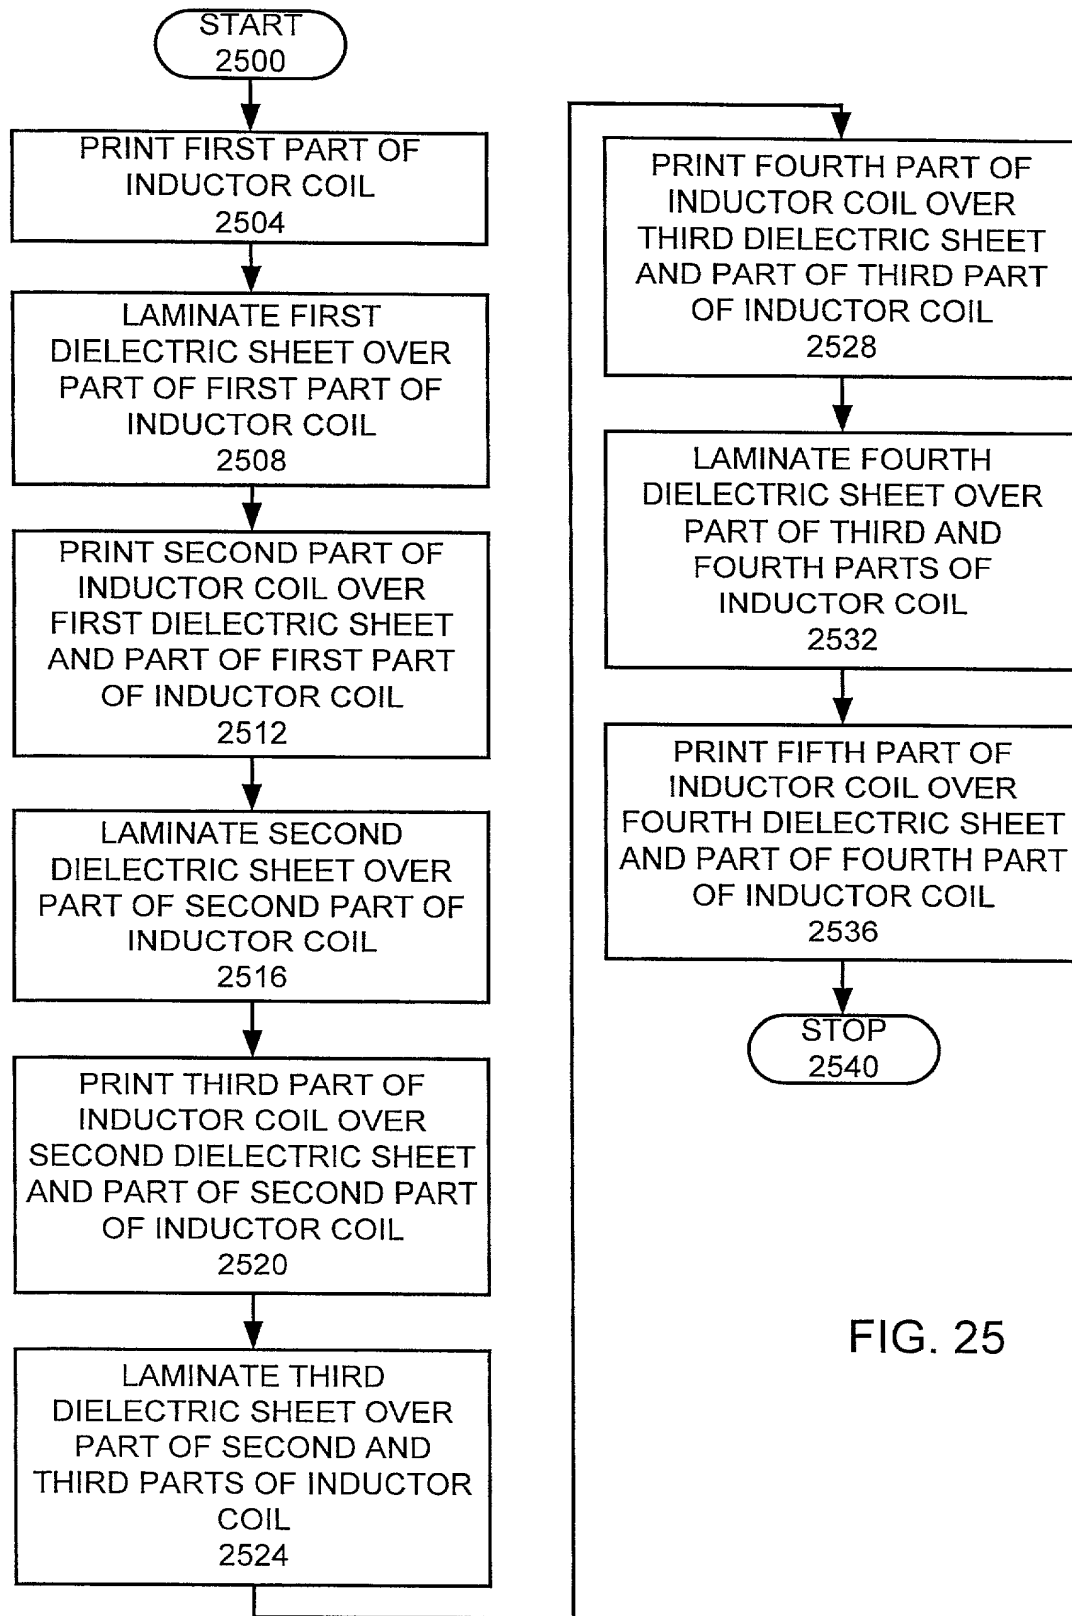 START
2500
PRINT FIRST PART OF
INDUCTOR COIL
2504
LAMINATE FIRST
DIELECTRIC SHEET OVER
PART OF FIRST PART OF
INDUCTOR COIL
2508
PRINT SECOND PART OF
INDUCTOR COIL OVER
FIRST DIELECTRIC SHEET
AND PART OF FIRST PART
OF INDUCTOR COIL
2512
LAMINATE SECOND
DIELECTRIC SHEET OVER
PART OF SECOND PART OF
INDUCTOR COIL
2516
PRINT THIRD PART OF
INDUCTOR COIL OVER
SECOND DIELECTRIC SHEET
AND PART OF SECOND PART
OF INDUCTOR COIL
2520
LAMINATE THIRD
DIELECTRIC SHEET OVER
PART OF SECOND AND
THIRD PARTS OF INDUCTOR
COIL
2524
PRINT FOURTH PART OF
INDUCTOR COIL OVER
THIRD DIELECTRIC SHEET
AND PART OF THIRD PART
OF INDUCTOR COIL
2528
LAMINATE FOURTH
DIELECTRIC SHEET OVER
PART OF THIRD AND
FOURTH PARTS OF
INDUCTOR COIL
2532
PRINT FIFTH PART OF
INDUCTOR COIL OVER
FOURTH DIELECTRIC SHEET
AND PART OF FOURTH PART
OF INDUCTOR COIL
2536
STOP
2540
FIG. 25